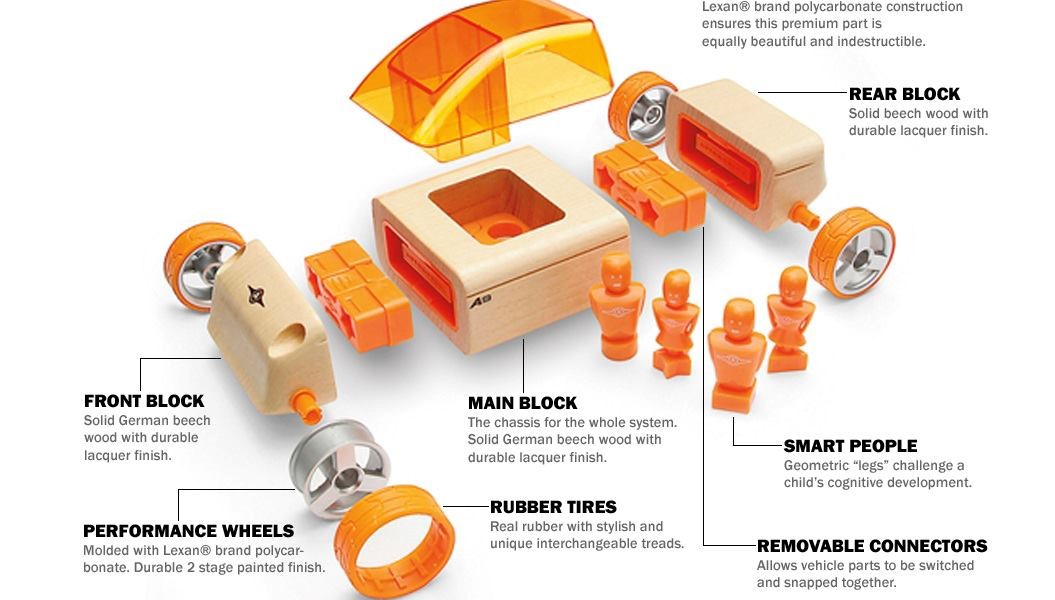 Lexan® brand polycarbonate construction
ensures this premium part is
equally beautiful and indestructible.
REAR BLOCK
Solid beech wood with
durable lacquer finish.
A9
FRONT BLOCK
Solid German beech
wood with durable
lacquer finish.
MAIN BLOCK
The chassis for the whole system.
Solid German beech wood with
durable lacquer finish.
SMART PEOPLE
Geometric “legs” challenge a
child’s cognitive development.
PERFORMANCE WHEELS
Molded with Lexan® brand polycar-
bonate. Durable 2 stage painted finish.
RUBBER TIRES
Real rubber with stylish and
unique interchangeable treads.
REMOVABLE CONNECTORS
Allows vehicle parts to be switched
and snapped together.